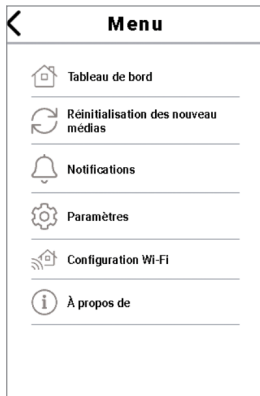 Menu
Tableau de bord
Réinitialisation des nouveau
médias
Notifications
Paramètres
Configuration Wi-Fi
À propos de